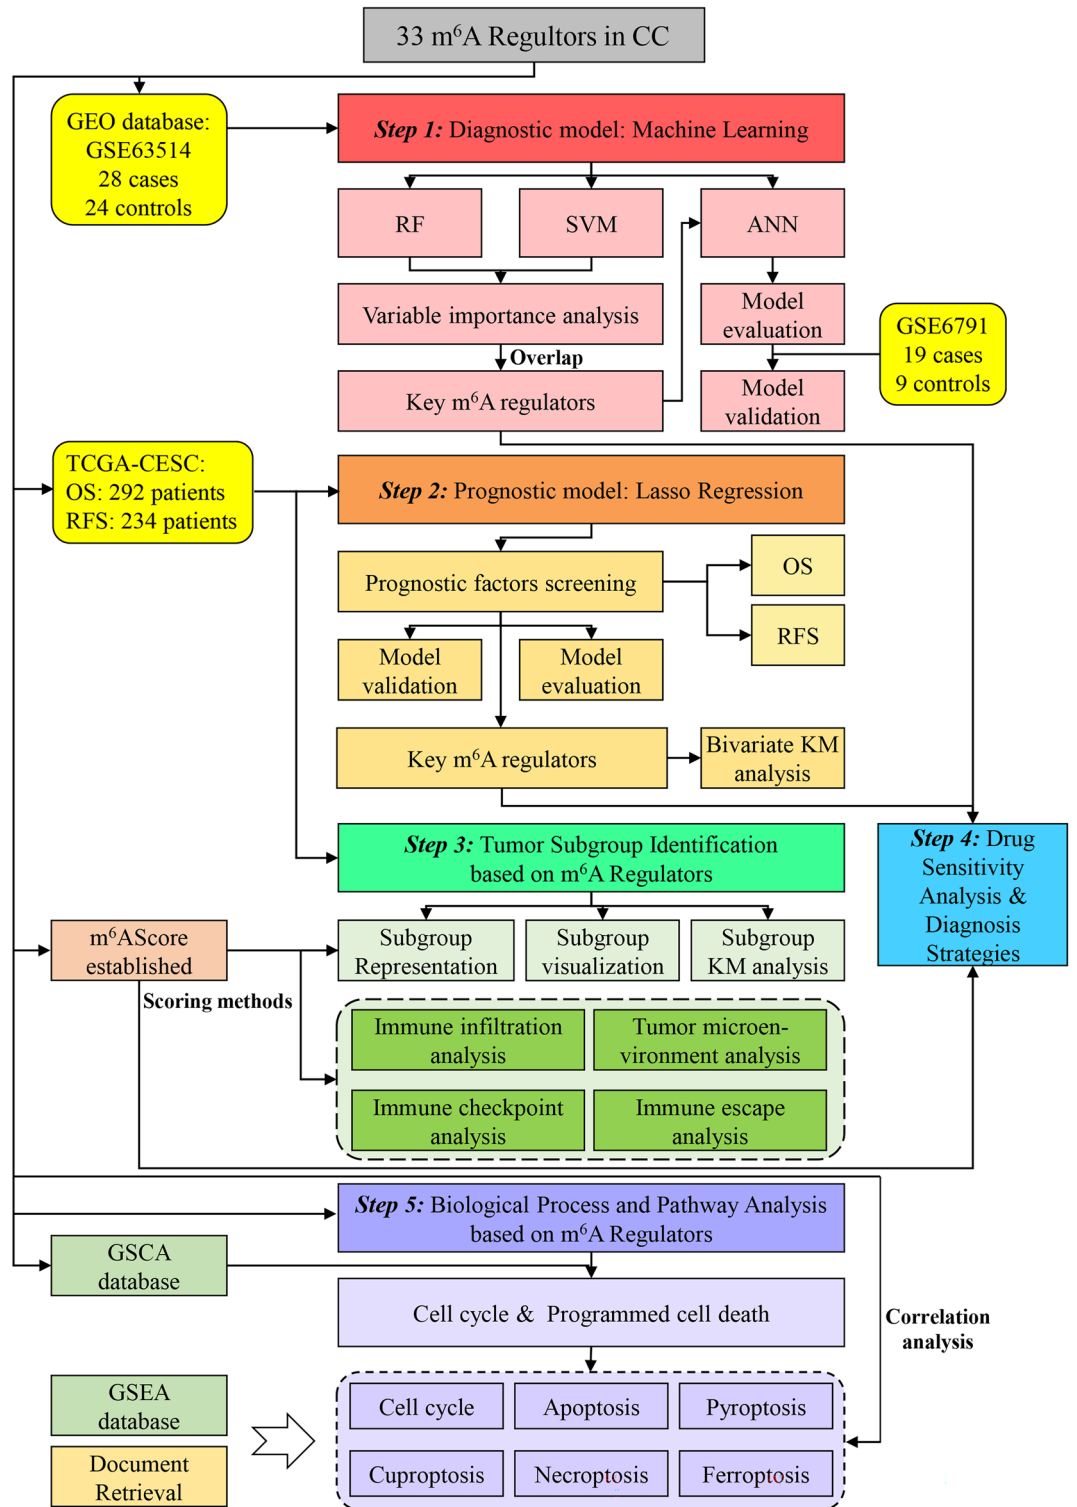 33 m⁶A Regultors in CC
GEO database:
GSE63514
28 cases
24 controls
Step 1: Diagnostic model: Machine Learning
RF
SVM
ANN
Variable importance analysis
Model
evaluation
GSE6791
19 cases
9 controls
Overlap
Key m⁶A regulators
Model
validation
TCGA-CESC:
OS: 292 patients
RFS: 234 patients
Step 2: Prognostic model: Lasso Regression
Prognostic factors screening
OS
RFS
Model
validation
Model
evaluation
Key m⁶A regulators
Bivariate KM
analysis
Step 3: Tumor Subgroup Identification
based on m⁶A Regulators
Step 4: Drug
Sensitivity
Analysis &
Diagnosis
Strategies
m⁶AScore
established
Subgroup
Representation
Subgroup
visualization
Subgroup
KM analysis
Scoring methods
Immune infiltration
analysis
Tumor microen-
vironment analysis
Immune checkpoint
analysis
Immune escape
analysis
Step 5: Biological Process and Pathway Analysis
based on m⁶A Regulators
GSCA
database
Cell cycle & Programmed cell death
Correlation
analysis
GSEA
database
Document
Retrieval
Cell cycle
Apoptosis
Pyroptosis
Cuproptosis
Necroptosis
Ferroptosis